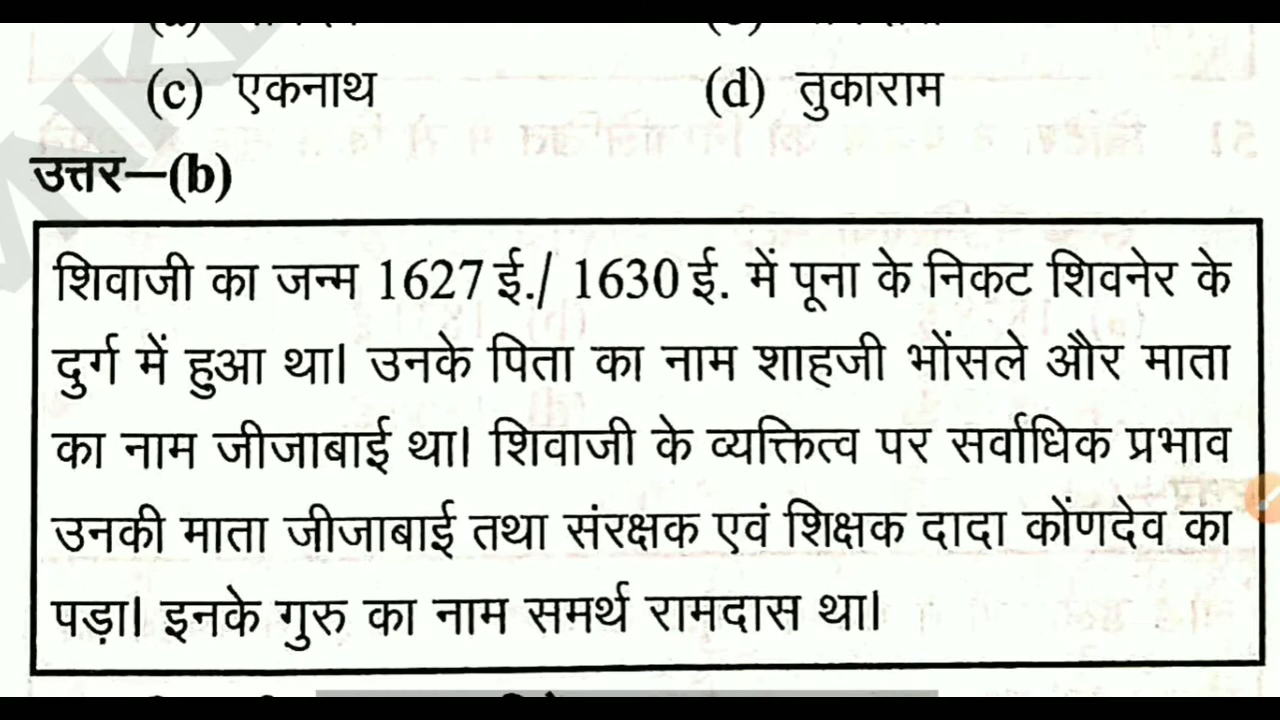 (c) एकनाथ (d) तुकाराम
उत्तर—(b)
शिवाजी का जन्म 1627 ई./ 1630 ई. में पूना के निकट शिवनेर के
दुर्ग में हुआ था। उनके पिता का नाम शाहजी भोंसले और माता
का नाम जीजाबाई था। शिवाजी के व्यक्तित्व पर सर्वाधिक प्रभाव
उनकी माता जीजाबाई तथा संरक्षक एवं शिक्षक दादा कोंणदेव का
पड़ा। इनके गुरु का नाम समर्थ रामदास था।